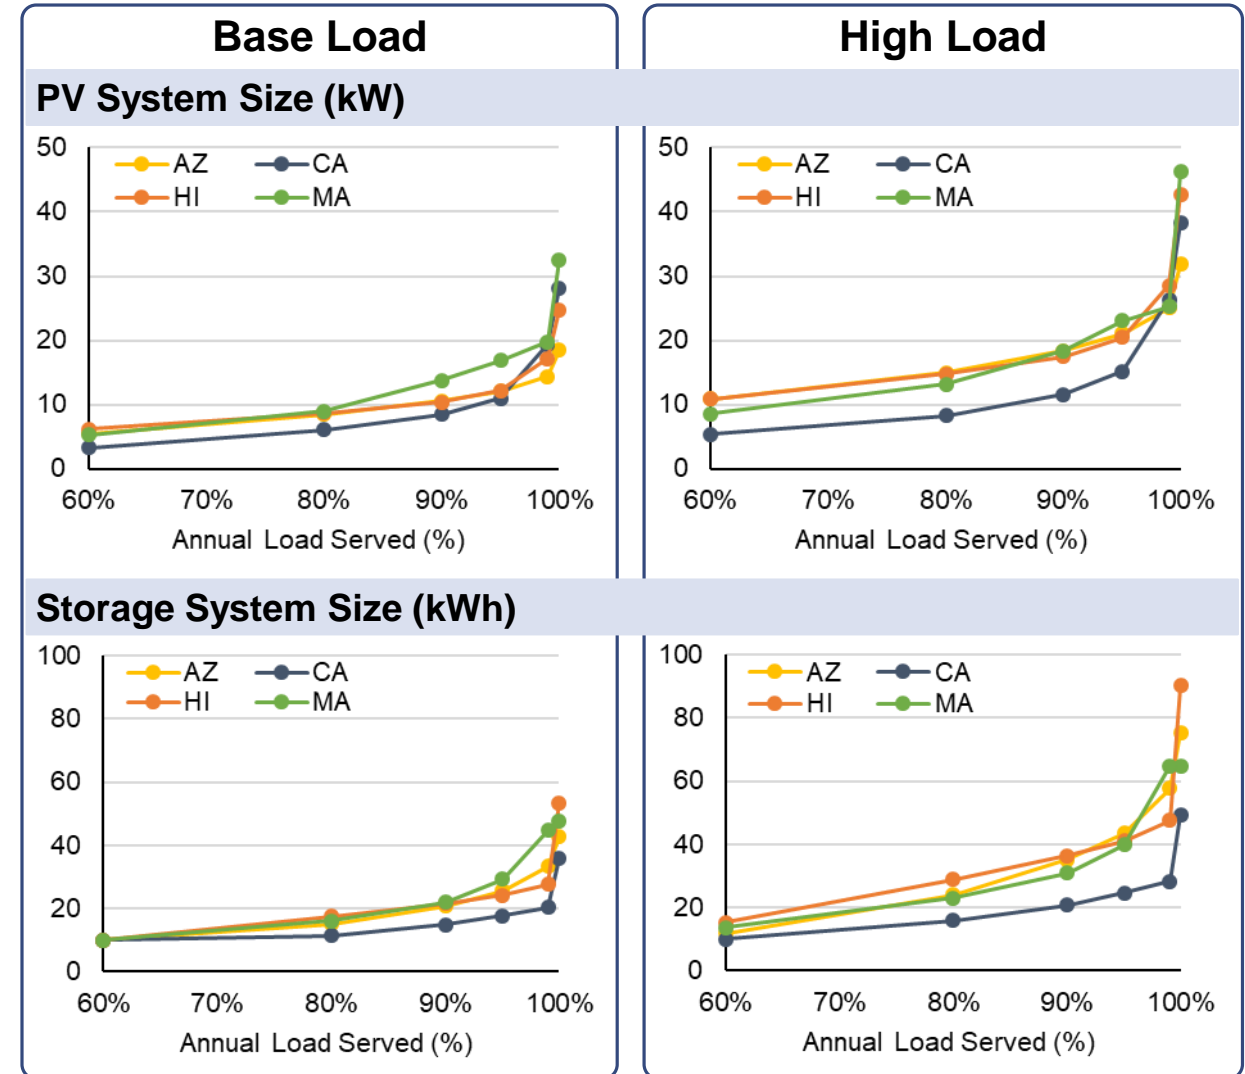 Base Load
High Load
PV System Size (kW)
50
40
30
20
10
0
AZ CA
HI MA
60% 70% 80% 90% 100%
Annual Load Served (%)
50
40
30
20
10
0
AZ CA
HI MA
60% 70% 80% 90% 100%
Annual Load Served (%)
Storage System Size (kWh)
100
80
60
40
20
0
AZ CA
HI MA
60% 70% 80% 90% 100%
Annual Load Served (%)
100
80
60
40
20
0
AZ CA
HI MA
60% 70% 80% 90% 100%
Annual Load Served (%)